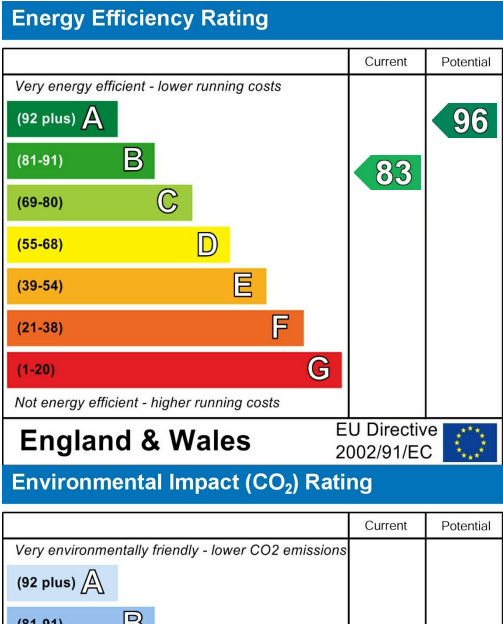 Energy Efficiency Rating
Current Potential
Very energy efficient - lower running costs
(92 plus) A
96
(81-91) B
83
(69-80) C
(55-68) D
(39-54) E
(21-38) F
(1-20) G
Not energy efficient - higher running costs
England & Wales
EU Directive
2002/91/EC
Environmental Impact (CO₂) Rating
Current Potential
Very environmentally friendly - lower CO2 emissions
(92 plus) A
(81-91) B